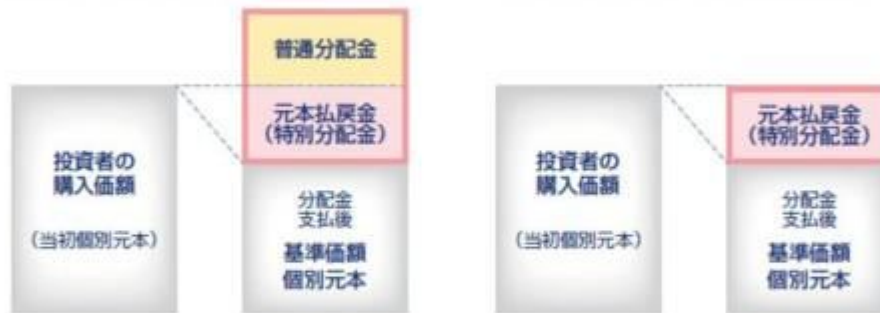 普通分配金
元本払戻金
(特別分配金)
投資者の
購入価額
(当初個別元本)
分配金
支払後
基準価額
個別元本
元本払戻金
(特別分配金)
投資者の
購入価額
(当初個別元本)
分配金
支払後
基準価額
個別元本